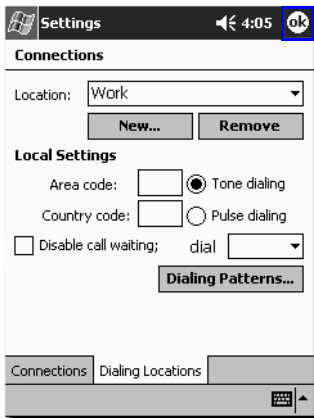 Settings 4:05 ok
Connections
Location: Work
New... Remove
Local Settings
Area code: Tone dialing
Country code: Pulse dialing
Disable call waiting; dial
Dialing Patterns...
Connections Dialing Locations